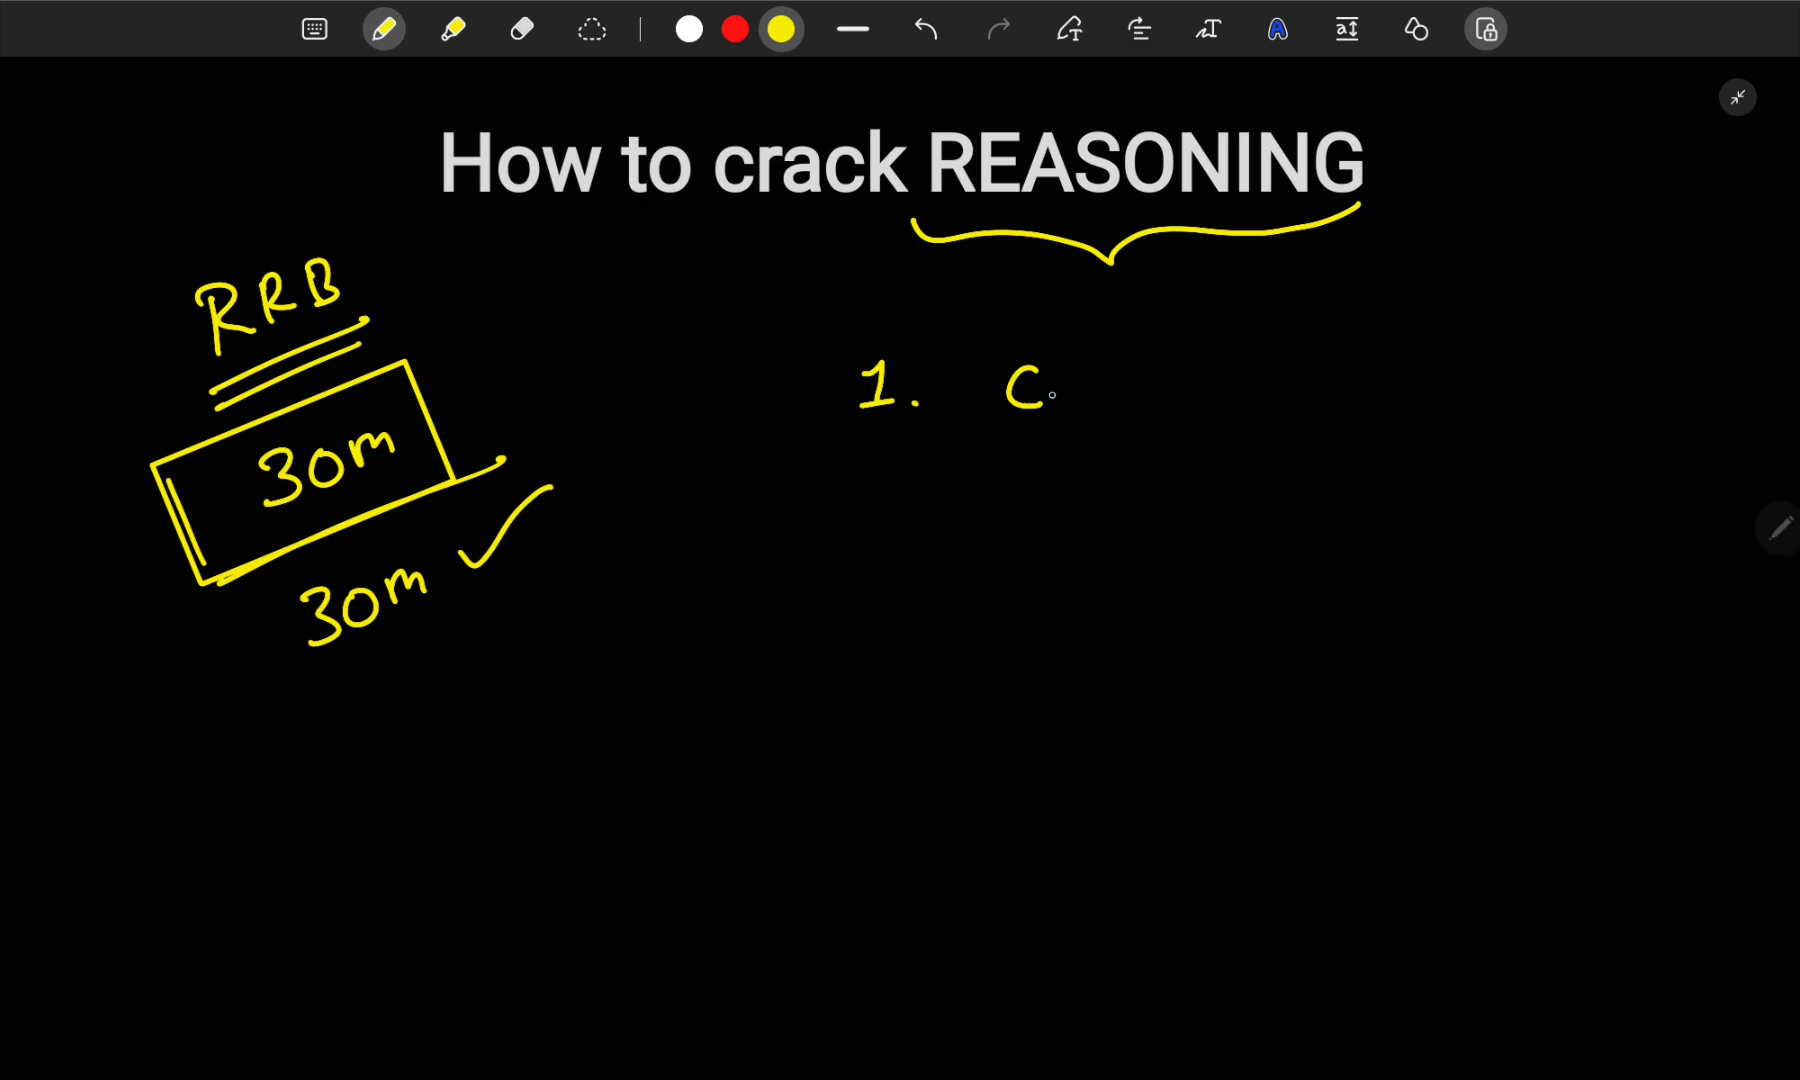 How to crack REASONING
RRB
30m
30m
1. C